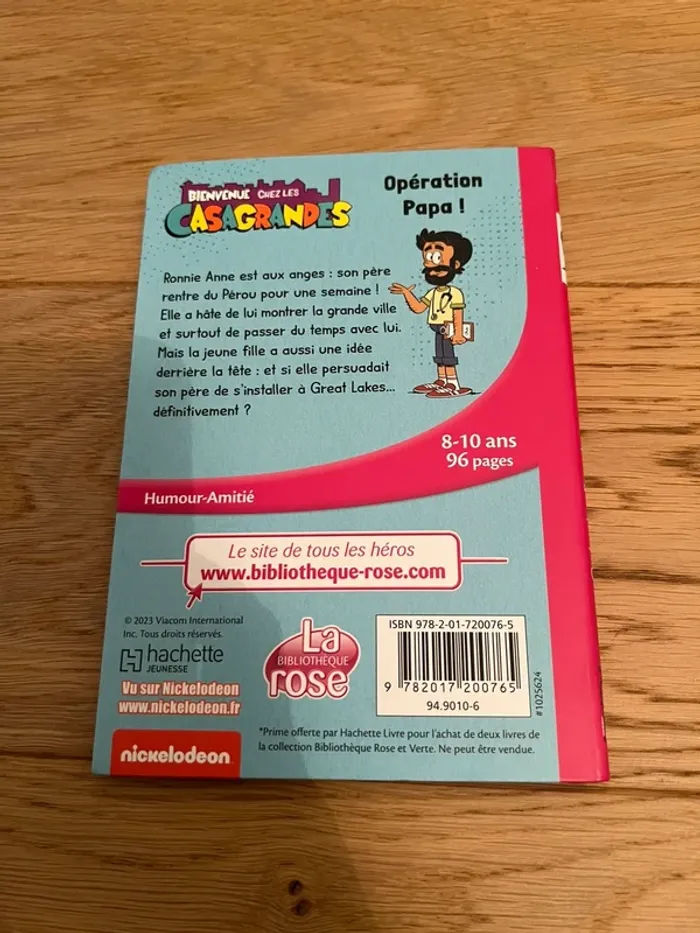 BIENVENUE CHEZ LES
CASAGRANDES
Opération
Papa !
Ronnie Anne est aux anges : son père
rentre du Pérou pour une semaine !
Elle a hâte de lui montrer la grande ville
et surtout de passer du temps avec lui.
Mais la jeune fille a aussi une idée
derrière la tête : et si elle persuadait
son père de s'installer à Great Lakes...
définitivement ?
8-10 ans
96 pages
Humour-Amitié
Le site de tous les héros
www.bibliotheque-rose.com
© 2023 Viacom International
Inc. Tous droits réservés.
hachette
JEUNESSE
Vu sur Nickelodeon
www.nickelodeon.fr
nickelodeon
La
BIBLIOTHÈQUE
rose
ISBN 978-2-01-720076-5
9 782017 200765
94.9010-6
#1025624
*Prime offerte par Hachette Livre pour l'achat de deux livres de
la collection Bibliothèque Rose et Verte. Ne peut être vendue.